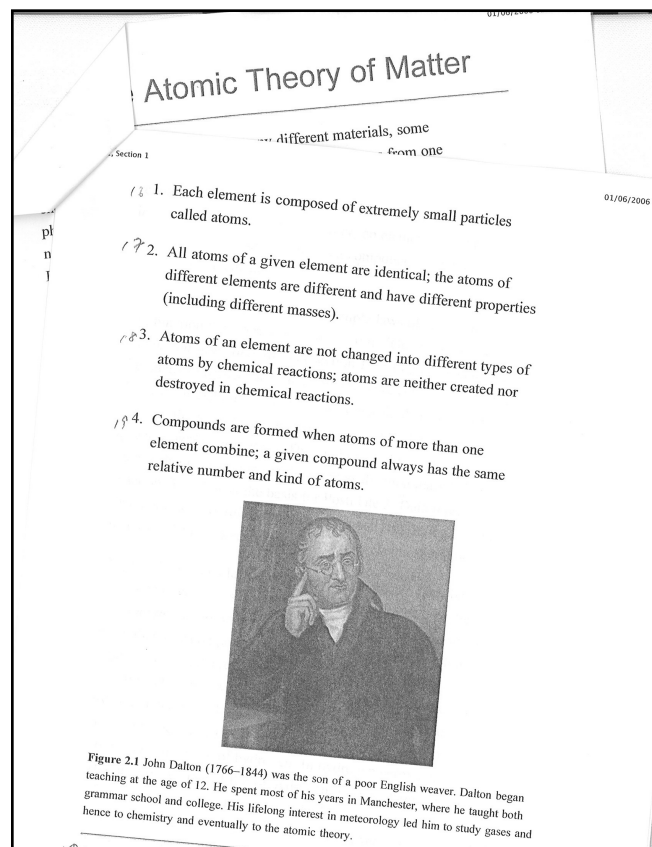 Atomic Theory of Matter
different materials, some
from one
, Section 1
01/06/2006
1. Each element is composed of extremely small particles
called atoms.
17 2. All atoms of a given element are identical; the atoms of
different elements are different and have different properties
(including different masses).
18 3. Atoms of an element are not changed into different types of
atoms by chemical reactions; atoms are neither created nor
destroyed in chemical reactions.
19 4. Compounds are formed when atoms of more than one
element combine; a given compound always has the same
relative number and kind of atoms.
Figure 2.1 John Dalton (1766–1844) was the son of a poor English weaver. Dalton began
teaching at the age of 12. He spent most of his years in Manchester, where he taught both
grammar school and college. His lifelong interest in meteorology led him to study gases and
hence to chemistry and eventually to the atomic theory.